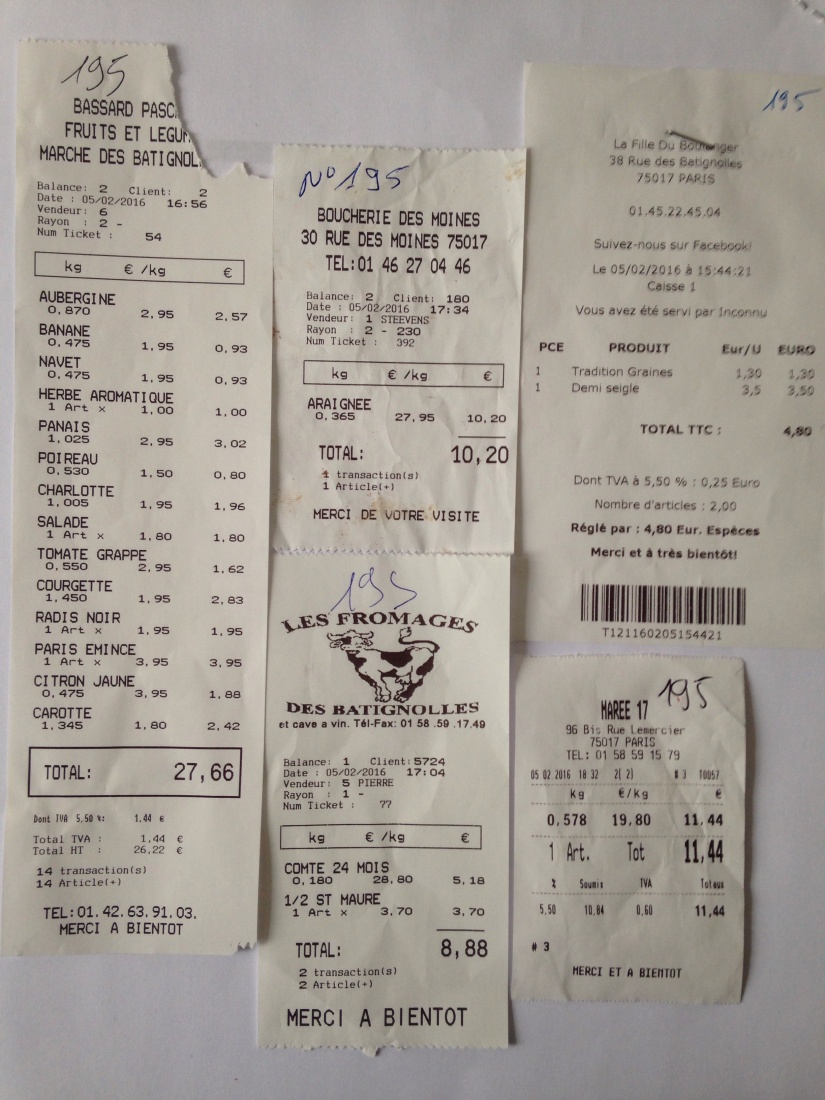 195
BASSARD PASC
FRUITS ET LEGU
MARCHE DES BATIGNOL
Balance: 2 Client: 2
Date : 05/02/2016 16:56
Vendeur: 6
Rayon : 2 -
Num Ticket : 54
kg € /kg €
AUBERGINE
0,870 2,95 2,57
BANANE
0,475 1,95 0,93
NAVET
0,475 1,95 0,93
HERBE AROMATIQUE
1 Art × 1,00 1,00
PANAIS
1,025 2,95 3,02
POIREAU
0,530 1,50 0,80
CHARLOTTE
1,005 1,95 1,96
SALADE
1 Art × 1,80 1,80
TOMATE GRAPPE
0,550 2,95 1,62
COURGETTE
1,450 1,95 2,83
RADIS NOIR
1 Art × 1,95 1,95
PARIS EMINCE
1 Art × 3,95 3,95
CITRON JAUNE
0,475 3,95 1,88
CAROTTE
1,345 1,80 2,42
TOTAL: 27,66
Dont TVA 5,50 %: 1,44 €
Total TVA : 1,44 €
Total HT : 26,22 €
14 transaction(s)
14 Article(+)
TEL:01.42.63.91.03.
MERCI A BIENTOT
N° 195
BOUCHERIE DES MOINES
30 RUE DES MOINES 75017
TEL:01 46 27 04 46
Balance: 2 Client: 180
Date : 05/02/2016 17:34
Vendeur: 1 STEEVENS
Rayon : 2 - 230
Num Ticket : 392
kg € /kg €
ARAIGNEE
0,365 27,95 10,20
TOTAL: 10,20
1 transaction(s)
1 Article(+)
MERCI DE VOTRE VISITE
195
LES FROMAGES
DES BATIGNOLLES
et cave a vin. Tél-Fax: 01 58 .59 .17.49
Balance: 1 Client:5724
Date : 05/02/2016 17:04
Vendeur: 5 PIERRE
Rayon : 1 -
Num Ticket : 77
kg € /kg €
COMTE 24 MOIS
0,180 28,80 5,18
1/2 ST MAURE
1 Art × 3,70 3,70
TOTAL: 8,88
2 transaction(s)
2 Article(+)
MERCI A BIENTOT
195
La Fille Du Boulanger
38 Rue des Batignolles
75017 PARIS
01.45.22.45.04
Suivez-nous sur Facebook!
Le 05/02/2016 à 15:44:21
Caisse 1
Vous avez été servi par Inconnu
PCE PRODUIT Eur/U EURO
1 Tradition Graines 1,30 1,30
1 Demi seigle 3,5 3,50
TOTAL TTC : 4,80
Dont TVA à 5,50 % : 0,25 Euro
Nombre d'articles : 2,00
Réglé par : 4,80 Eur. Espèces
Merci et à très bientôt!
T121160205154421
195
MAREE 17
96 Bis Rue Lemercier
75017 PARIS
TEL: 01 58 59 15 79
05 02 2016 18 32 2( 2) # 3 T0057
kg €/kg €
0,578 19,80 11,44
1 Art. Tot 11,44
% Soumis TVA Totaux
5,50 10,84 0,60 11,44
# 3
MERCI ET A BIENTOT